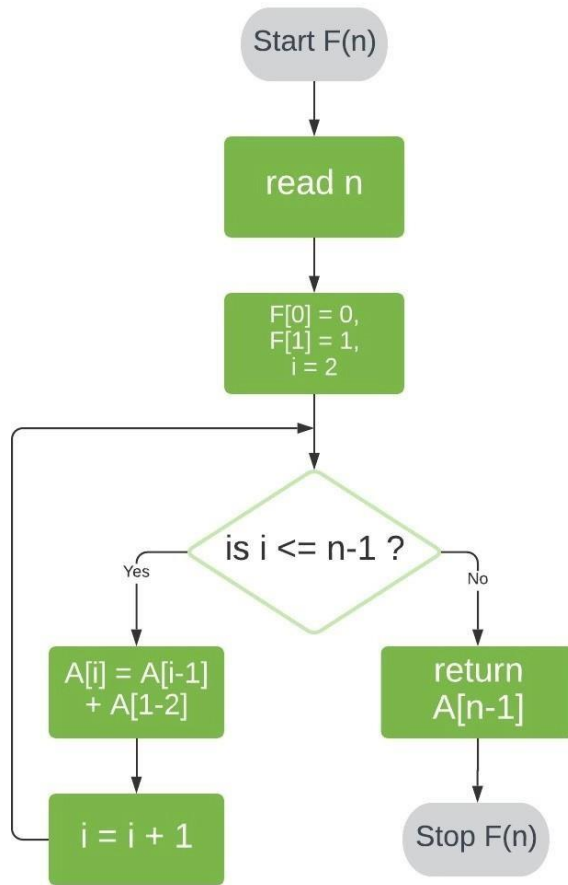 Start F(n)
read n
F[0] = 0,
F[1] = 1,
i = 2
is i <= n-1 ?
Yes
No
A[i] = A[i-1]
+ A[1-2]
return
A[n-1]
i = i + 1
Stop F(n)